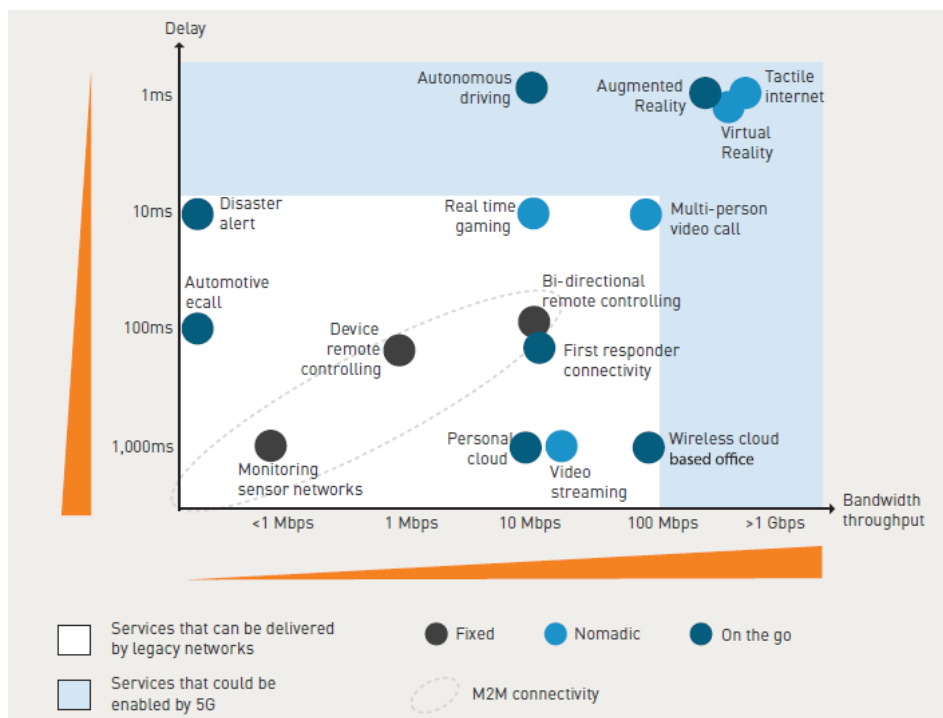 Delay
1ms
Autonomous
driving
Augmented
Reality
Tactile
internet
Virtual
Reality
10ms
Disaster
alert
Real time
gaming
Multi-person
video call
Automotive
ecall
Bi-directional
remote controlling
100ms
Device
remote
controlling
First responder
connectivity
1,000ms
Monitoring
sensor networks
Personal
cloud
Video
streaming
Wireless cloud
based office
<1 Mbps
1 Mbps
10 Mbps
100 Mbps
>1 Gbps
Bandwidth
throughput
Services that can be delivered
by legacy networks
Fixed
Nomadic
On the go
Services that could be
enabled by 5G
M2M connectivity